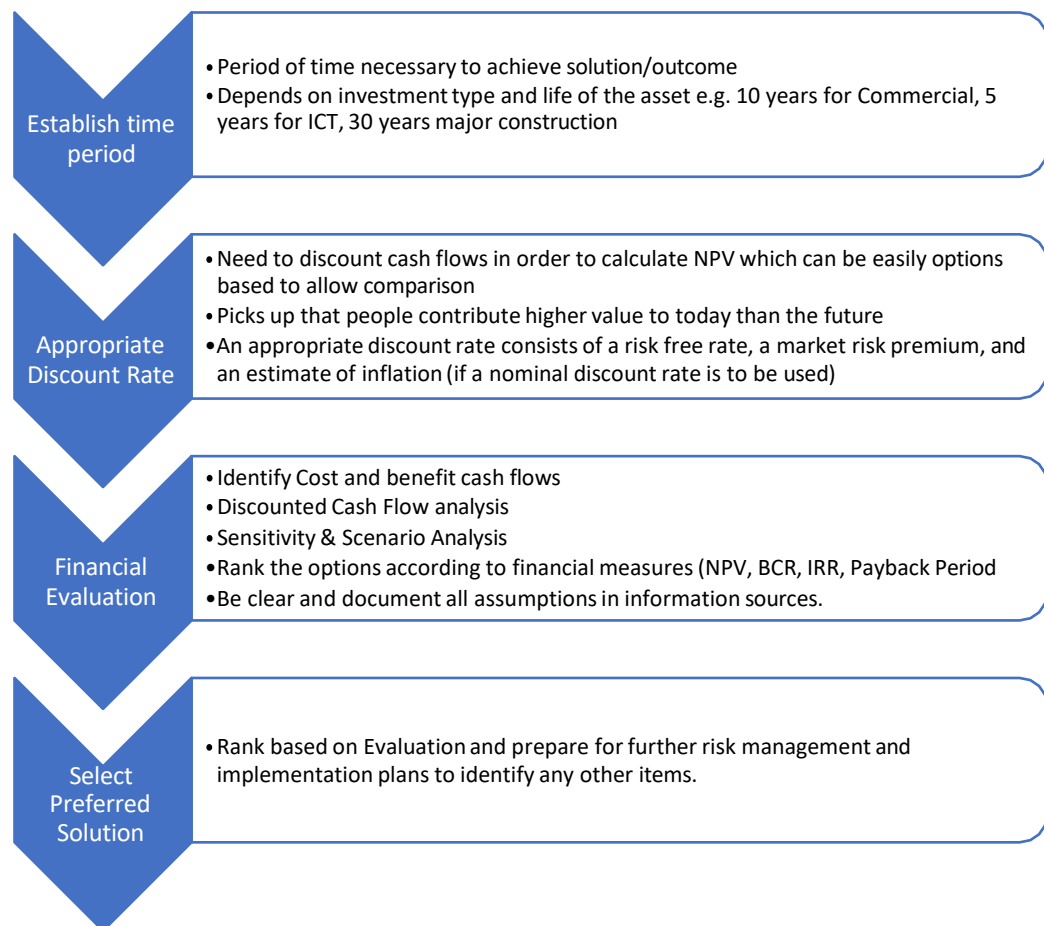 Establish time
period
• Period of time necessary to achieve solution/outcome
• Depends on investment type and life of the asset e.g. 10 years for Commercial, 5
years for ICT, 30 years major construction
Appropriate
Discount Rate
• Need to discount cash flows in order to calculate NPV which can be easily options
based to allow comparison
• Picks up that people contribute higher value to today than the future
• An appropriate discount rate consists of a risk free rate, a market risk premium, and
an estimate of inflation (if a nominal discount rate is to be used)
Financial
Evaluation
• Identify Cost and benefit cash flows
• Discounted Cash Flow analysis
• Sensitivity & Scenario Analysis
• Rank the options according to financial measures (NPV, BCR, IRR, Payback Period
• Be clear and document all assumptions in information sources.
Select
Preferred
Solution
• Rank based on Evaluation and prepare for further risk management and
implementation plans to identify any other items.